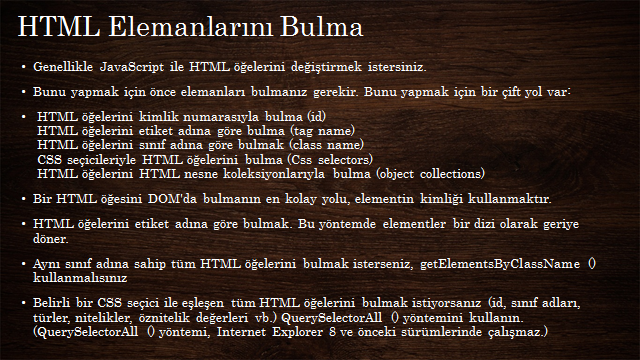 HTML Elemanlarını Bulma
• Genellikle JavaScript ile HTML öğelerini değiştirmek istersiniz.
• Bunu yapmak için önce elemanları bulmanız gerekir. Bunu yapmak için bir çift yol var:
• HTML öğelerini kimlik numarasıyla bulma (id)
HTML öğelerini etiket adına göre bulma (tag name)
HTML öğelerini sınıf adına göre bulmak (class name)
CSS seçicileriyle HTML öğelerini bulma (Css selectors)
HTML öğelerini HTML nesne koleksiyonlarıyla bulma (object collections)
• Bir HTML öğesini DOM'da bulmanın en kolay yolu, elementin kimliği kullanmaktır.
• HTML öğelerini etiket adına göre bulmak. Bu yöntemde elementler bir dizi olarak geriye
döner.
• Aynı sınıf adına sahip tüm HTML öğelerini bulmak isterseniz, getElementsByClassName ()
kullanmalısınız
• Belirli bir CSS seçici ile eşleşen tüm HTML öğelerini bulmak istiyorsanız (id, sınıf adları,
türler, nitelikler, öznitelik değerleri vb.) QuerySelectorAll () yöntemini kullanın.
(QuerySelectorAll () yöntemi, Internet Explorer 8 ve önceki sürümlerinde çalışmaz.)